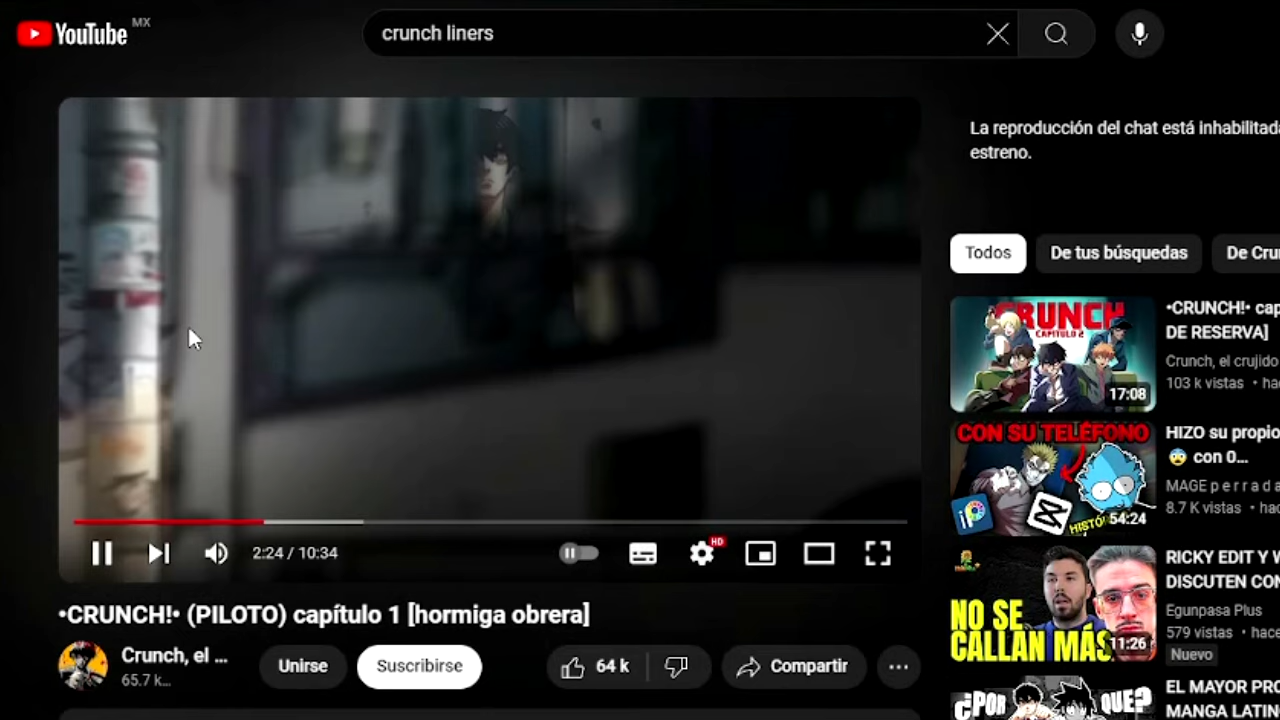 YouTube MX
crunch liners
La reproducción del chat está inhabilitada
estreno.
Todos
De tus búsquedas
De Cru
CRUNCH
CAPITULO 2
17:08
•CRUNCH!• cap
DE RESERVA]
Crunch, el crujido
103 k vistas • hac
CON SU TELÉFONO
HISTÓ
54:24
HIZO su propio
😨 con 0...
MAGE p e r r a d a
8.7 K vistas • hac
NO SE
CALLAN MÁS
11:26
RICKY EDIT Y W
DISCUTEN CON
Egunpasa Plus
579 vistas • hace
Nuevo
¿POR QUE?
EL MAYOR PRO
MANGA LATIN
2:24 / 10:34
HD
•CRUNCH!• (PILOTO) capítulo 1 [hormiga obrera]
Crunch, el ...
65.7 k...
Unirse
Suscribirse
64 k
Compartir